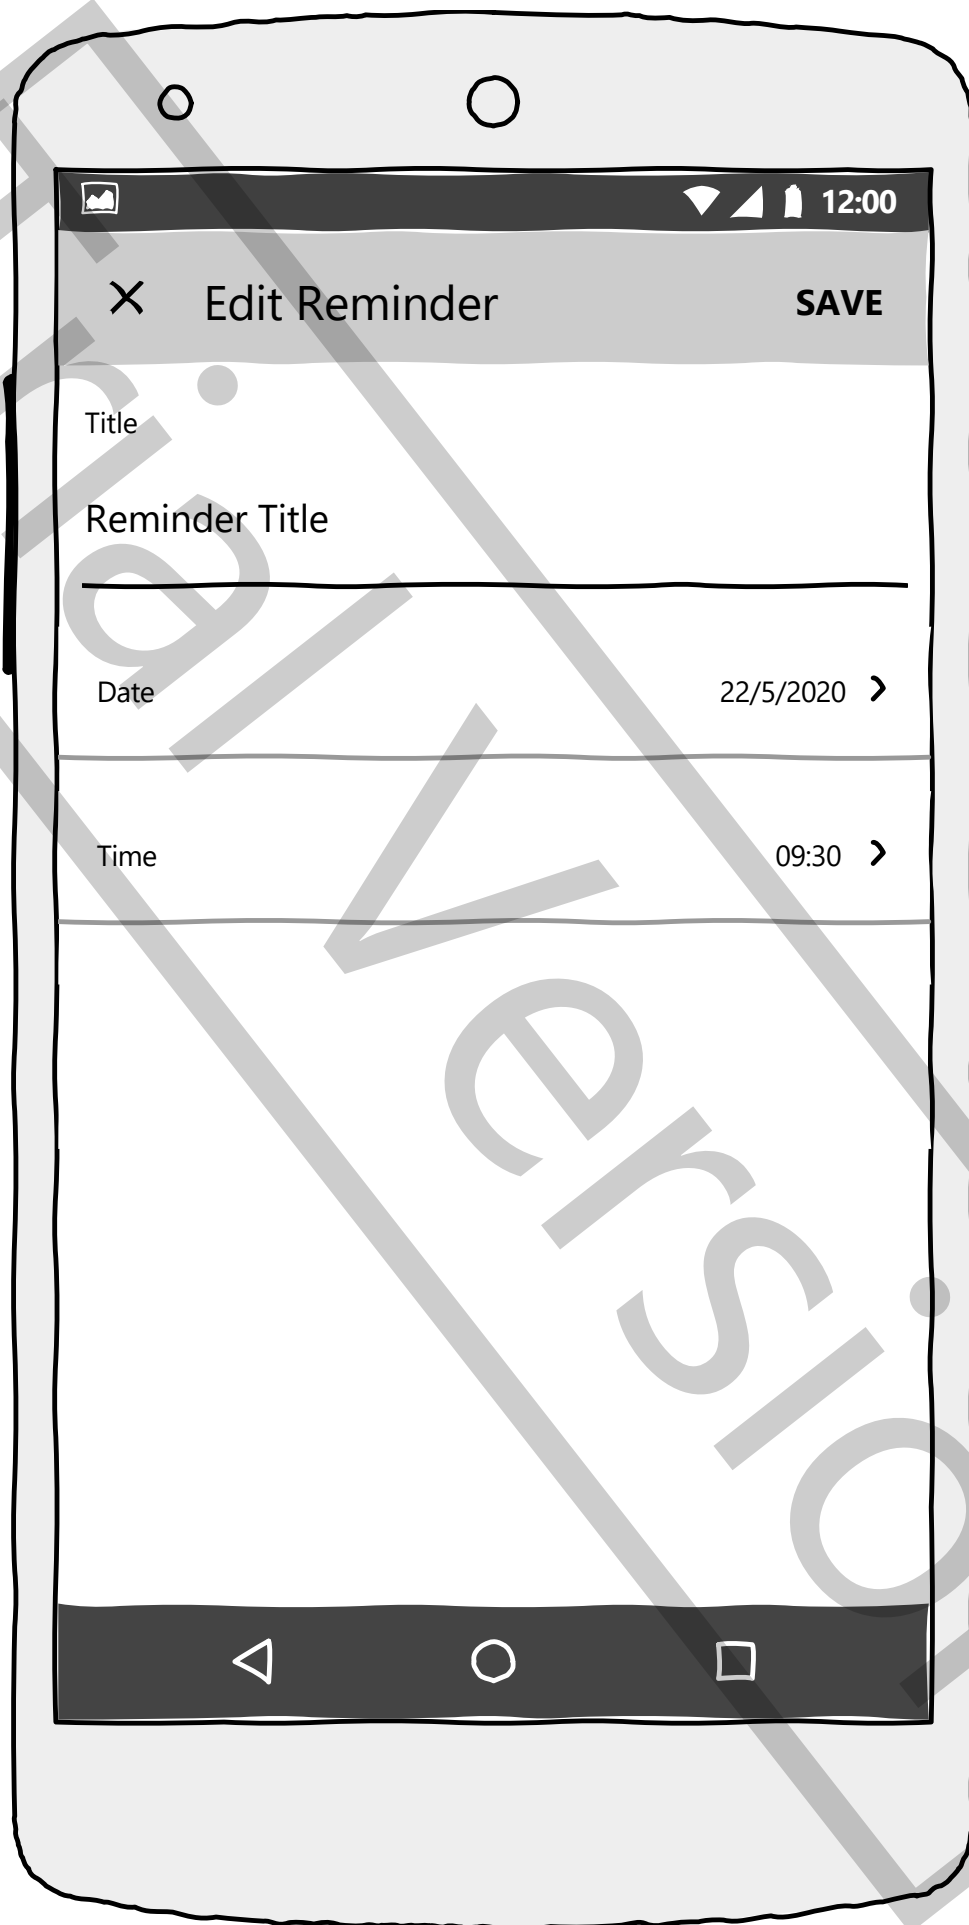 12:00
Edit Reminder SAVE
Title
Reminder Title
Date 22/5/2020
Time 09:30
Trial Version